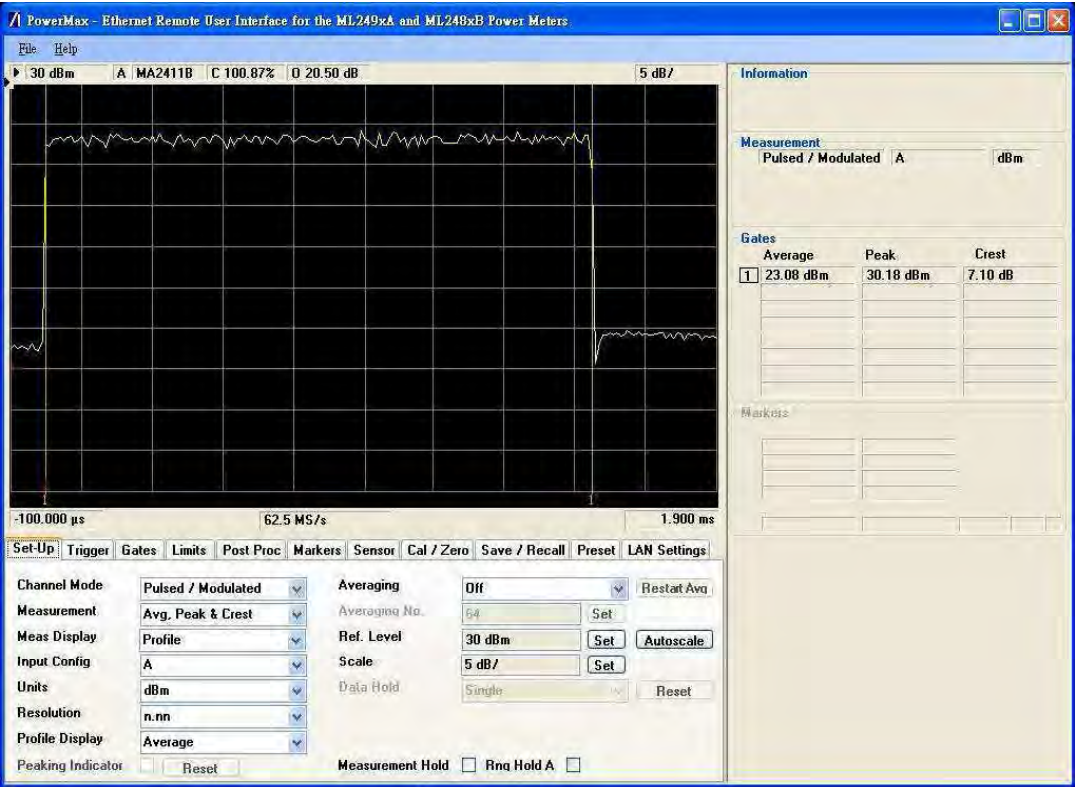 PowerMax - Ethernet Remote User Interface for the ML249xA and ML248xB Power Meters
File Help
30 dBm A MA2411B C 100.87% O 20.50 dB 5 dB/
1 1
-100.000 µs 62.5 MS/s 1.900 ms
Information
Measurement
Pulsed / Modulated A dBm
Gates
Average Peak Crest
1 23.08 dBm 30.18 dBm 7.10 dB
Markers
Set-Up Trigger Gates Limits Post Proc Markers Sensor Cal / Zero Save / Recall Preset LAN Settings
Channel Mode Pulsed / Modulated Averaging Off Restart Avg
Measurement Avg, Peak & Crest Averaging No. 64 Set
Meas Display Profile Ref. Level 30 dBm Set Autoscale
Input Config A Scale 5 dB/ Set
Units dBm Data Hold Single Reset
Resolution n.nn
Profile Display Average
Peaking Indicator Reset Measurement Hold Rng Hold A